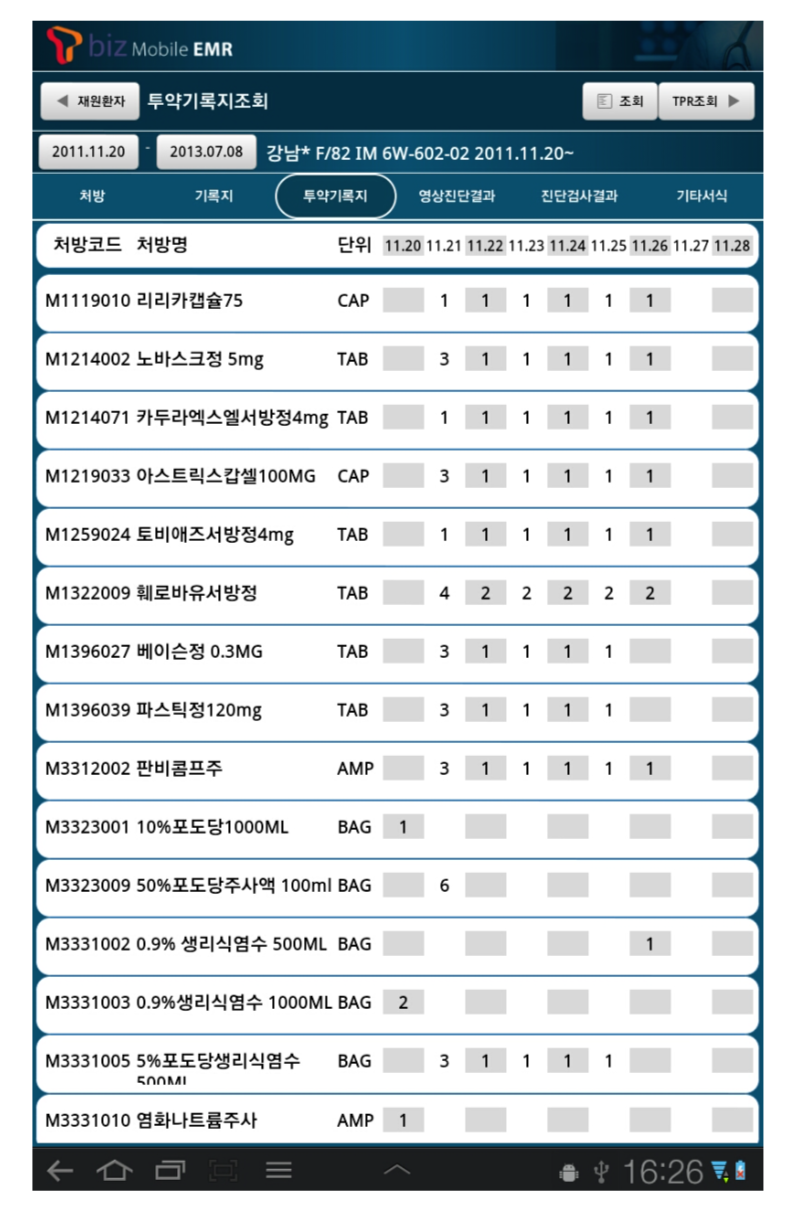 biz Mobile EMR
재원환자 투약기록지조회 조회 TPR조회
2011.11.20 - 2013.07.08 강남* F/82 IM 6W-602-02 2011.11.20~
처방 기록지 투약기록지 영상진단결과 진단검사결과 기타서식
처방코드 처방명 단위 11.20 11.21 11.22 11.23 11.24 11.25 11.26 11.27 11.28
M1119010 리리카캡슐75 CAP 1 1 1 1 1 1
M1214002 노바스크정 5mg TAB 3 1 1 1 1 1
M1214071 카두라엑스엘서방정4mg TAB 1 1 1 1 1 1
M1219033 아스트릭스캅셀100MG CAP 3 1 1 1 1 1
M1259024 토비애즈서방정4mg TAB 1 1 1 1 1 1
M1322009 훼로바유서방정 TAB 4 2 2 2 2 2
M1396027 베이슨정 0.3MG TAB 3 1 1 1 1
M1396039 파스틱정120mg TAB 3 1 1 1 1
M3312002 판비콤프주 AMP 3 1 1 1 1 1
M3323001 10%포도당1000ML BAG 1
M3323009 50%포도당주사액 100ml BAG 6
M3331002 0.9% 생리식염수 500ML BAG 1
M3331003 0.9%생리식염수 1000ML BAG 2
M3331005 5%포도당생리식염수 BAG 3 1 1 1 1
500ML
M3331010 염화나트륨주사 AMP 1
16:26